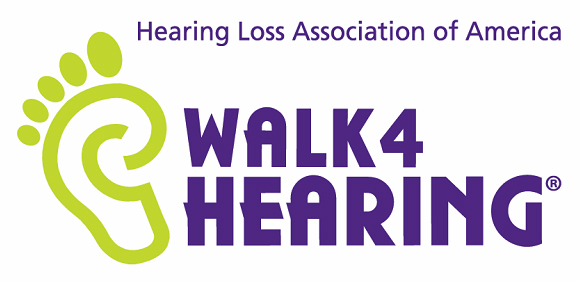 Hearing Loss Association of America
WALK4
HEARING®